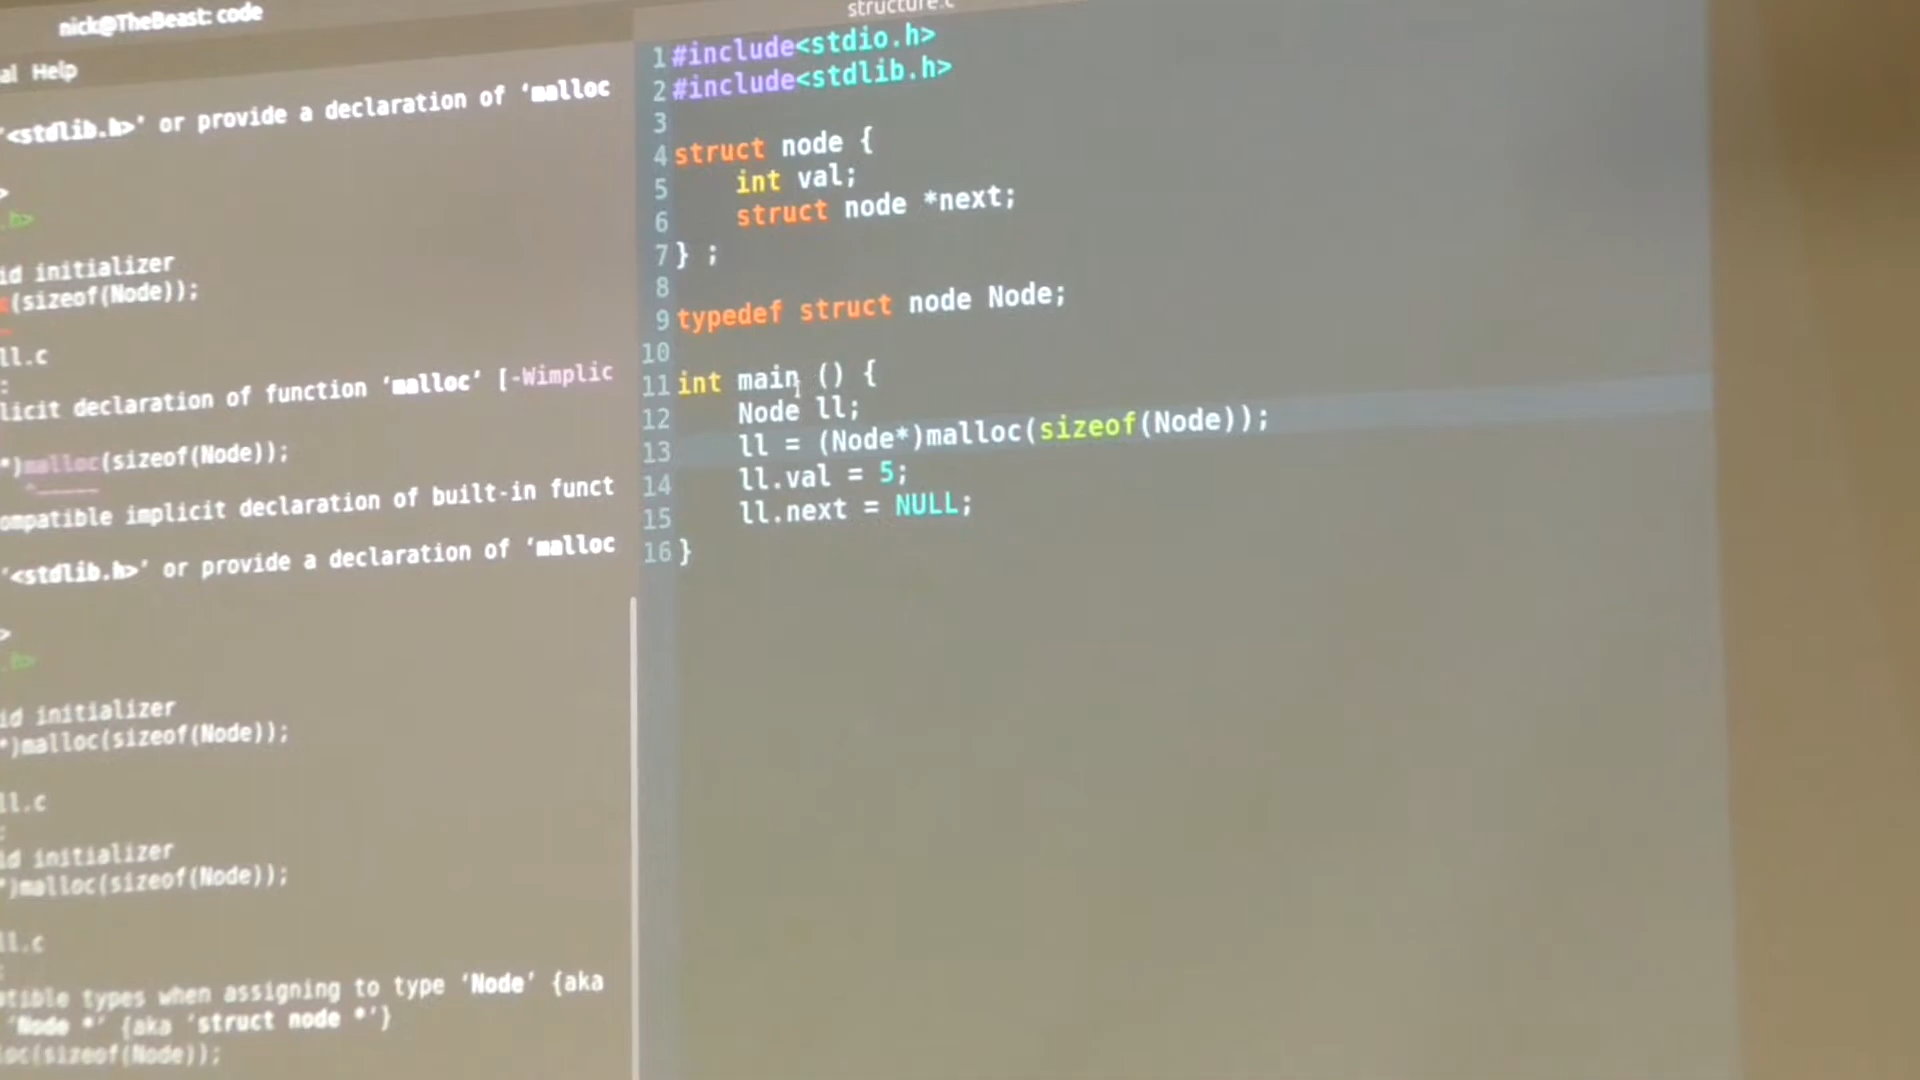 nick@TheBeast: code
al Help
'<stdlib.h>' or provide a declaration of ‘malloc
>
.h>
id initializer
(sizeof(Node));
ll.c
:
licit declaration of function ‘malloc’ [-Wimplic
*)malloc(sizeof(Node));
^~~~~~
ompatible implicit declaration of built-in funct
'<stdlib.h>' or provide a declaration of ‘malloc
>
.h>
id initializer
*)malloc(sizeof(Node));
ll.c
:
id initializer
*)malloc(sizeof(Node));
ll.c
:
tible types when assigning to type ‘Node’ {aka
‘Node *’ {aka ‘struct node *’}
loc(sizeof(Node));
structure.c
1 #include<stdio.h>
2 #include<stdlib.h>
3
4 struct node {
5 int val;
6 struct node *next;
7 } ;
8
9 typedef struct node Node;
10
11 int main () {
12 Node ll;
13 ll = (Node*)malloc(sizeof(Node));
14 ll.val = 5;
15 ll.next = NULL;
16 }